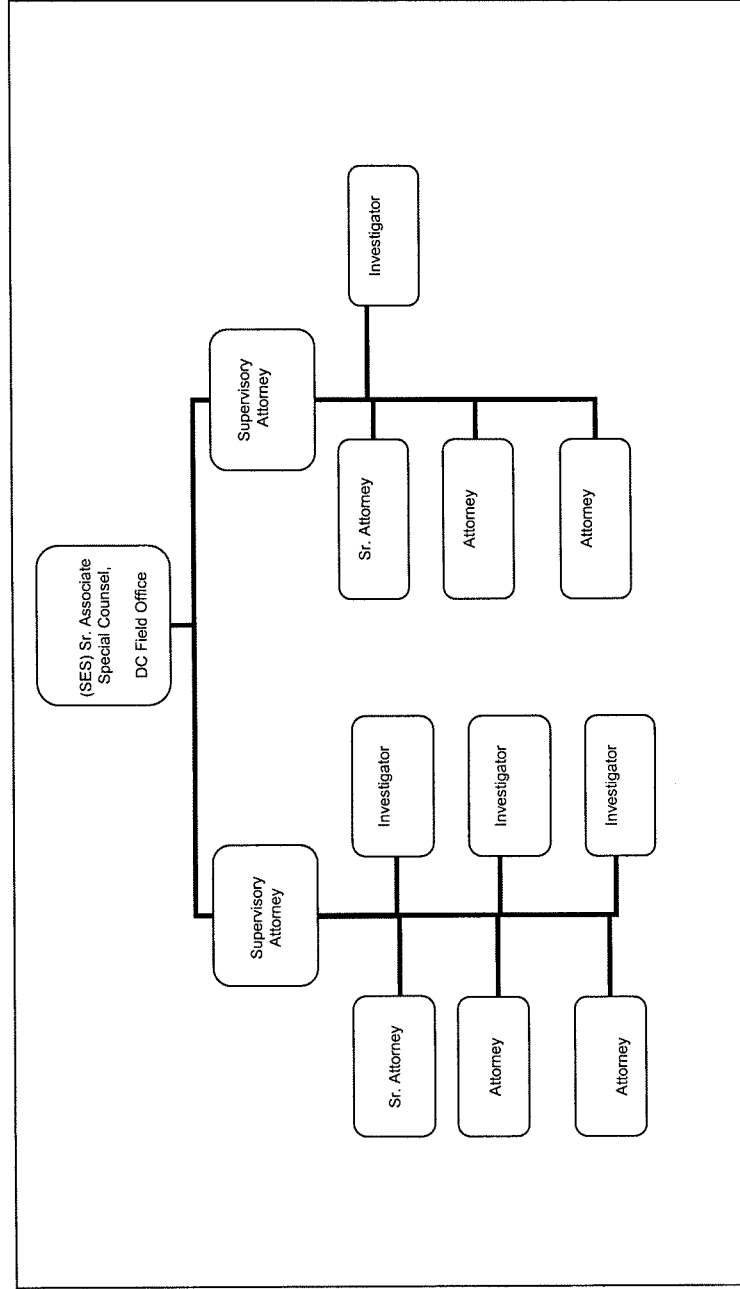 (SES) Sr. Associate
Special Counsel,
DC Field Office
Supervisory
Attorney
Sr. Attorney
Investigator
Attorney
Investigator
Attorney
Investigator
Supervisory
Attorney
Sr. Attorney
Investigator
Attorney
Attorney